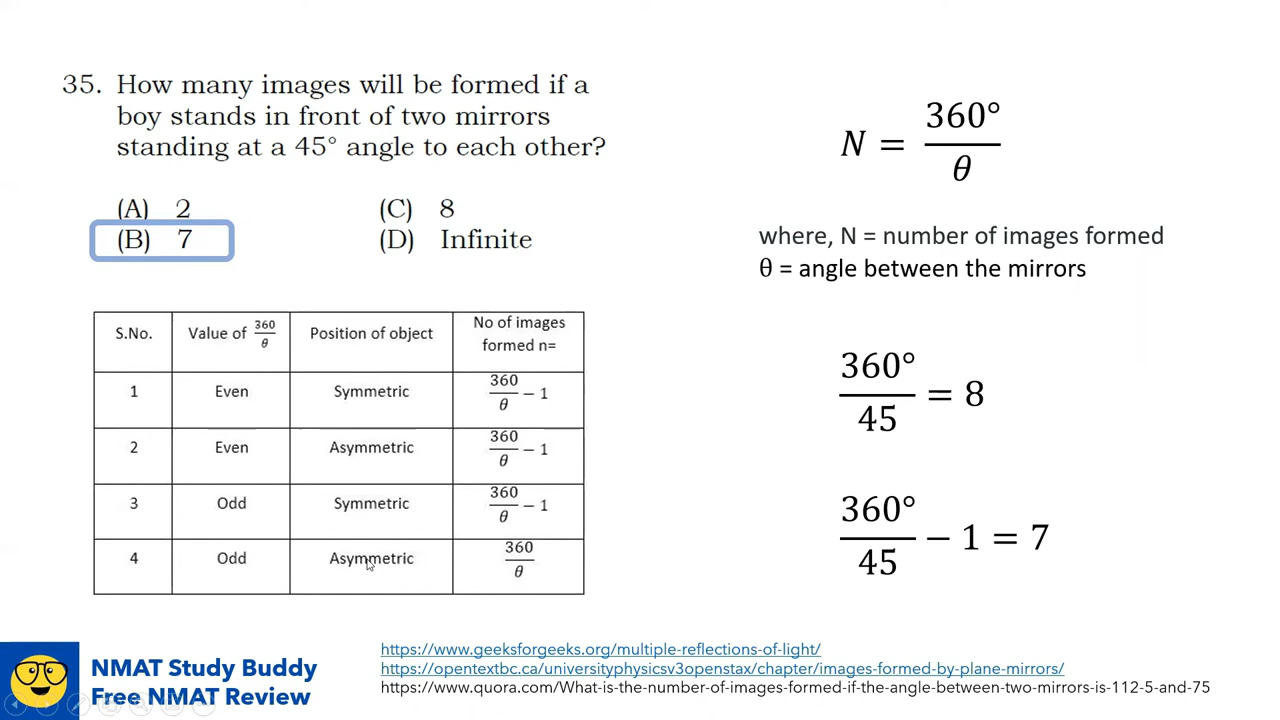 35. How many images will be formed if a
boy stands in front of two mirrors
standing at a 45° angle to each other?
(A) 2
(B) 7
(C) 8
(D) Infinite
S.No. Value of 360/θ Position of object No of images formed n=
1 Even Symmetric 360/θ − 1
2 Even Asymmetric 360/θ − 1
3 Odd Symmetric 360/θ − 1
4 Odd Asymmetric 360/θ
N = 360°/θ
where, N = number of images formed
θ = angle between the mirrors
360°/45 = 8
360°/45 − 1 = 7
NMAT Study Buddy
Free NMAT Review
https://www.geeksforgeeks.org/multiple-reflections-of-light/
https://opentextbc.ca/universityphysicsv3openstax/chapter/images-formed-by-plane-mirrors/
https://www.quora.com/What-is-the-number-of-images-formed-if-the-angle-between-two-mirrors-is-112-5-and-75